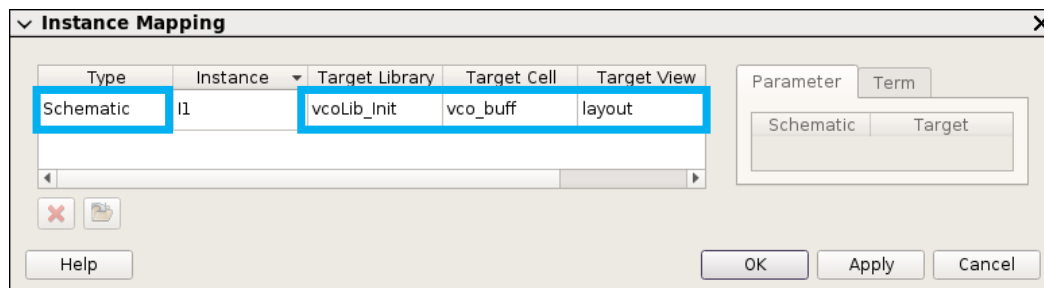 Instance Mapping
Type Instance Target Library Target Cell Target View
Schematic I1 vcoLib_Init vco_buff layout
Parameter Term
Schematic Target
Help OK Apply Cancel